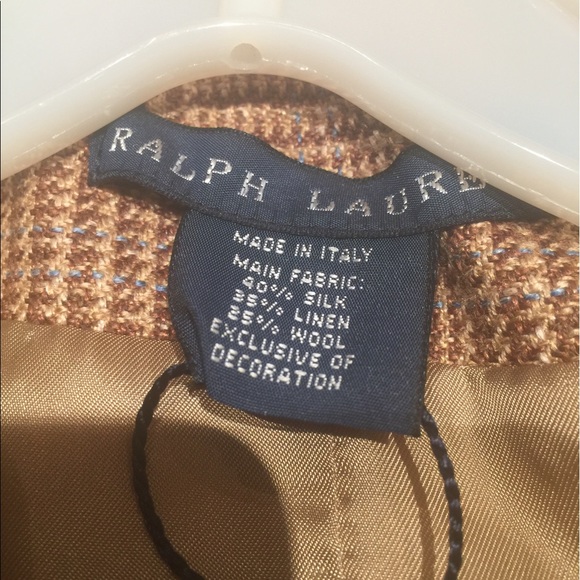 RALPH LAURE
MADE IN ITALY
MAIN FABRIC:
40% SILK
35% LINEN
25% WOOL
EXCLUSIVE OF
DECORATION